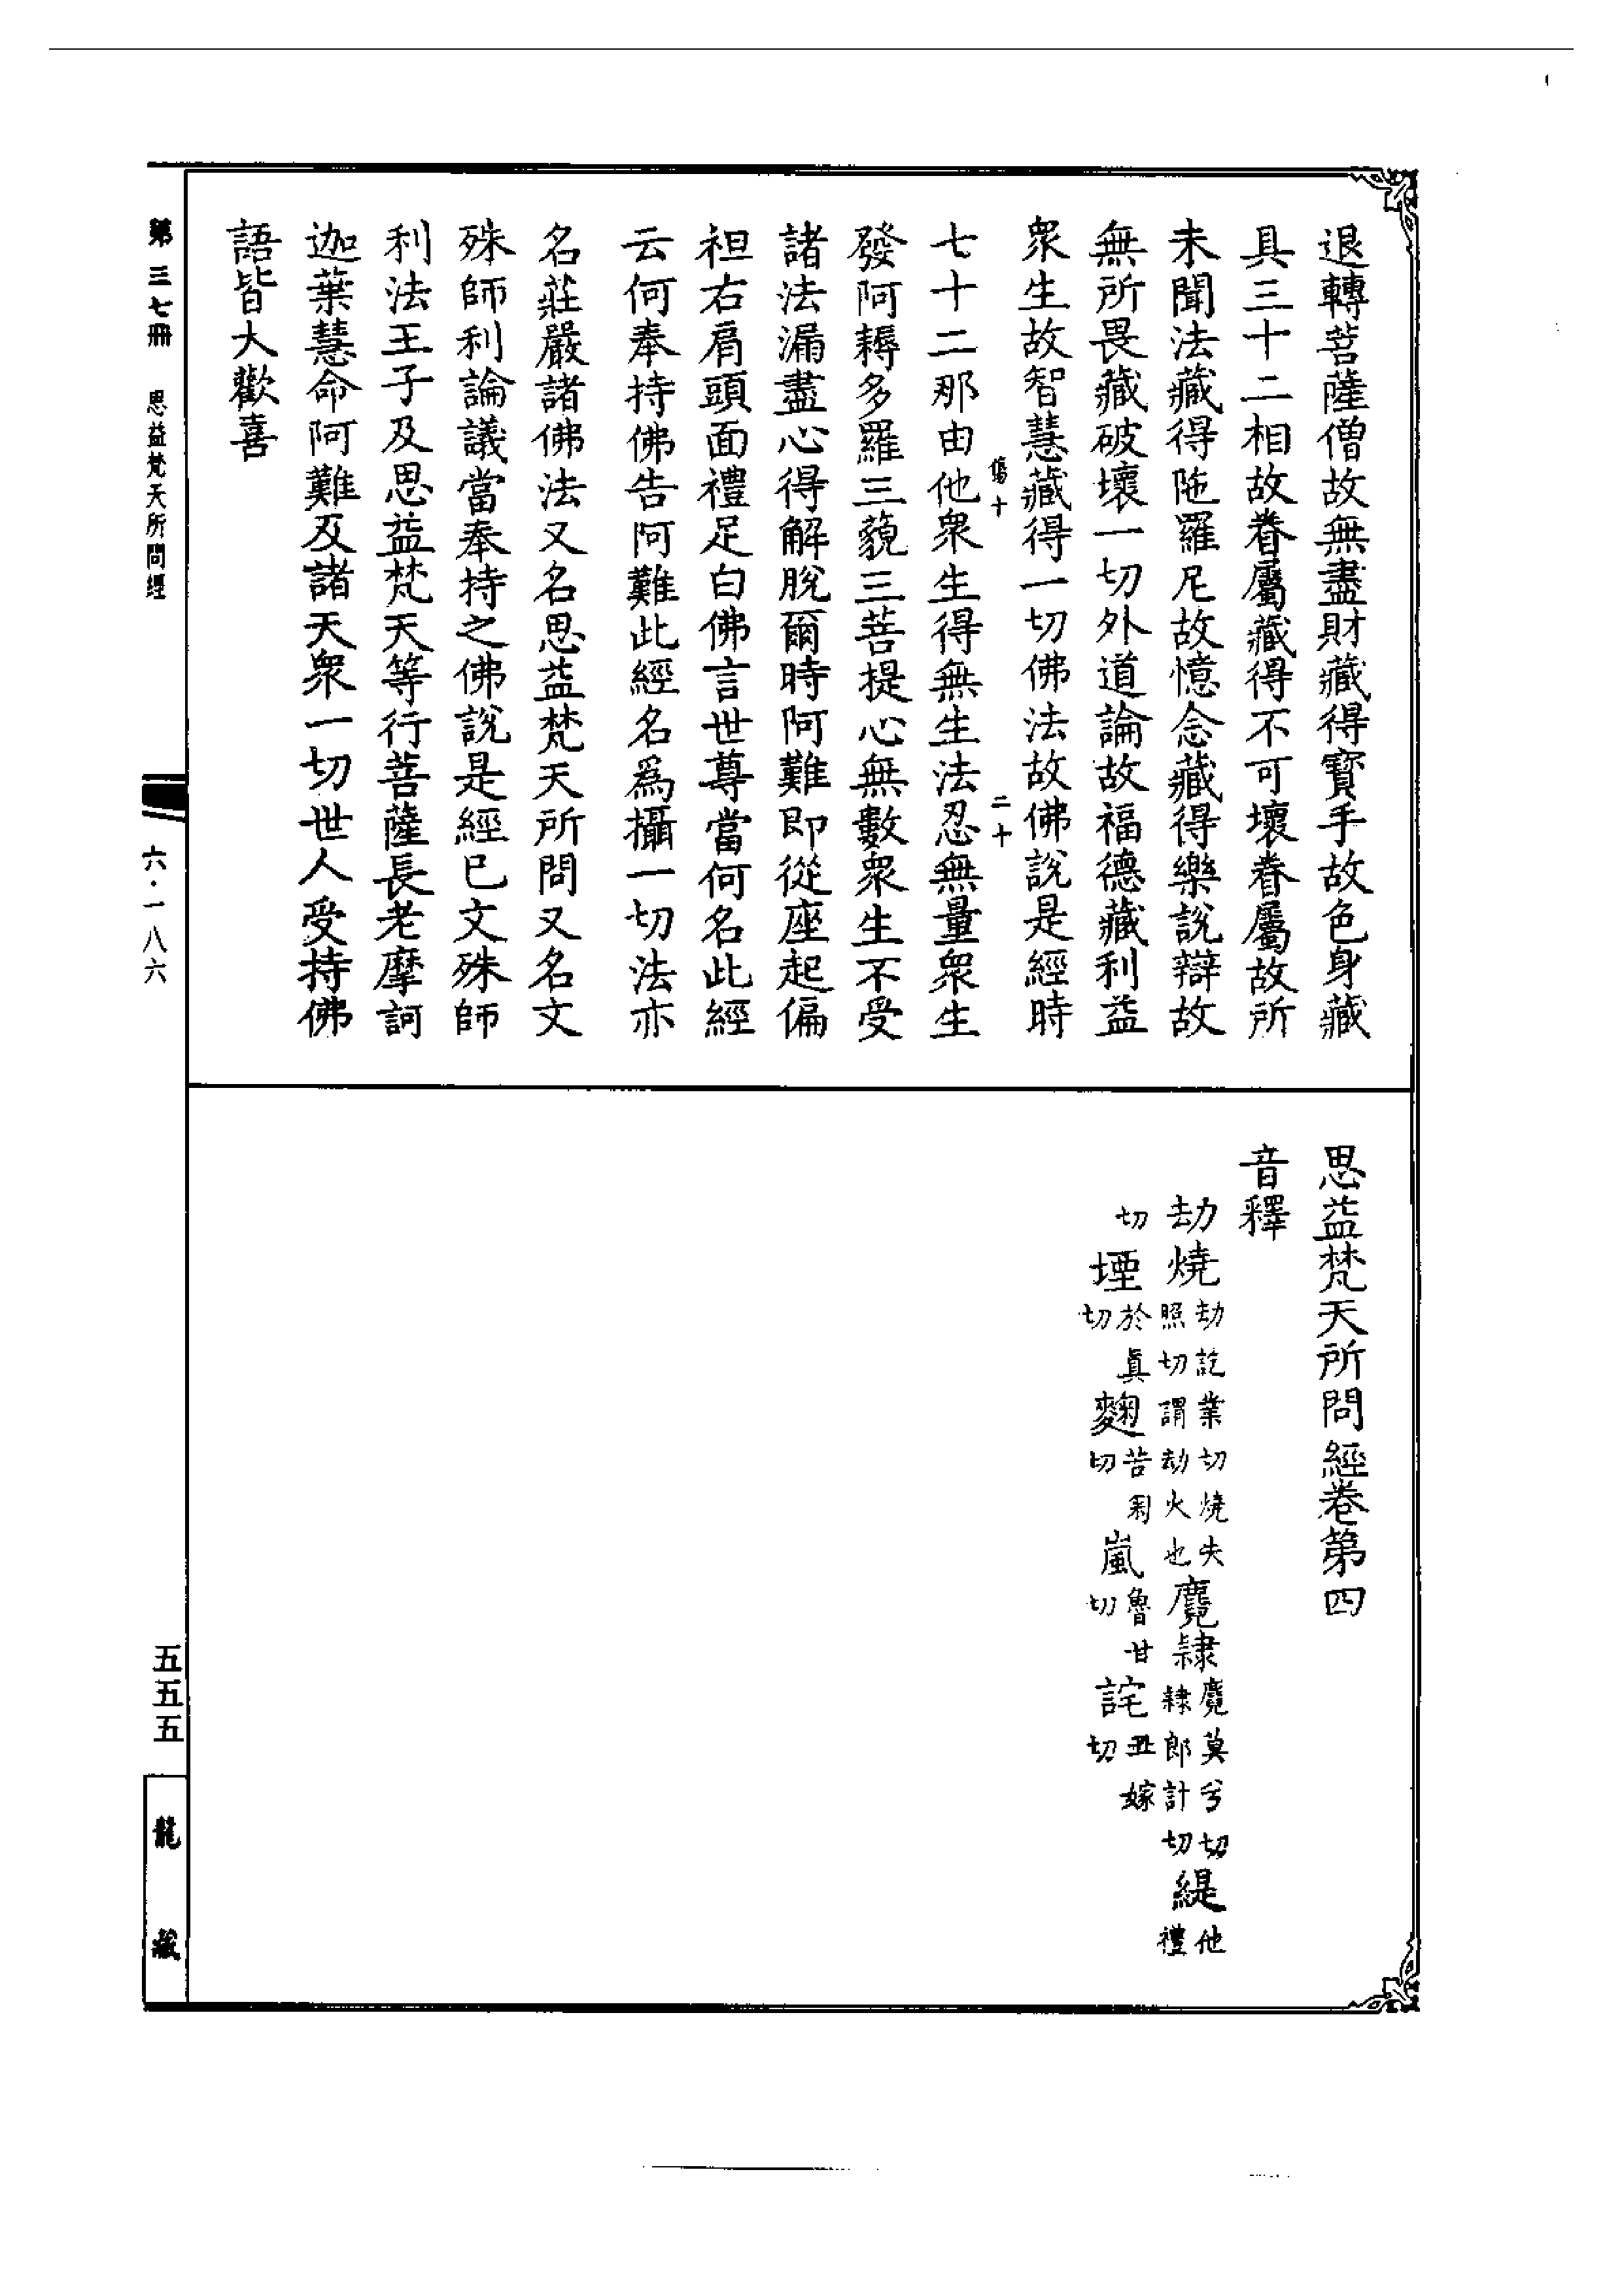 退轉菩薩僧故無盡財藏得寶手故色身藏
具三十二相故眷屬藏得不可壞眷屬故所
未聞法藏得陁羅尼故憶念藏得樂說辯故
無所畏藏破壞一切外道論故福德藏利益
衆生故智慧藏得一切佛法故佛說是經時
傷十 二十
七十二那由他衆生得無生法忍無量衆生
發阿耨多羅三藐三菩提心無數衆生不受
諸法漏盡心得解脫爾時阿難即從座起偏
袒右肩頭面禮足白佛言世尊當何名此經
云何奉持佛告阿難此經名爲攝一切法亦
名莊嚴諸佛法又名思益梵天所問又名文
殊師利論議當奉持之佛說是經已文殊師
利法王子及思益梵天等行菩薩長老摩訶
迦葉慧命阿難及諸天衆一切世人受持佛
語皆大歡喜
思益梵天所問經卷第四
音釋
劫燒劫訖業切燒失照切謂劫火也麑隷麑莫兮切隷郎計切緹他禮
切堙於眞切麴苦匊切嵐魯甘切詫丑嫁切
第三七冊 思益梵天所問經
六·一八六
五五五
龍藏